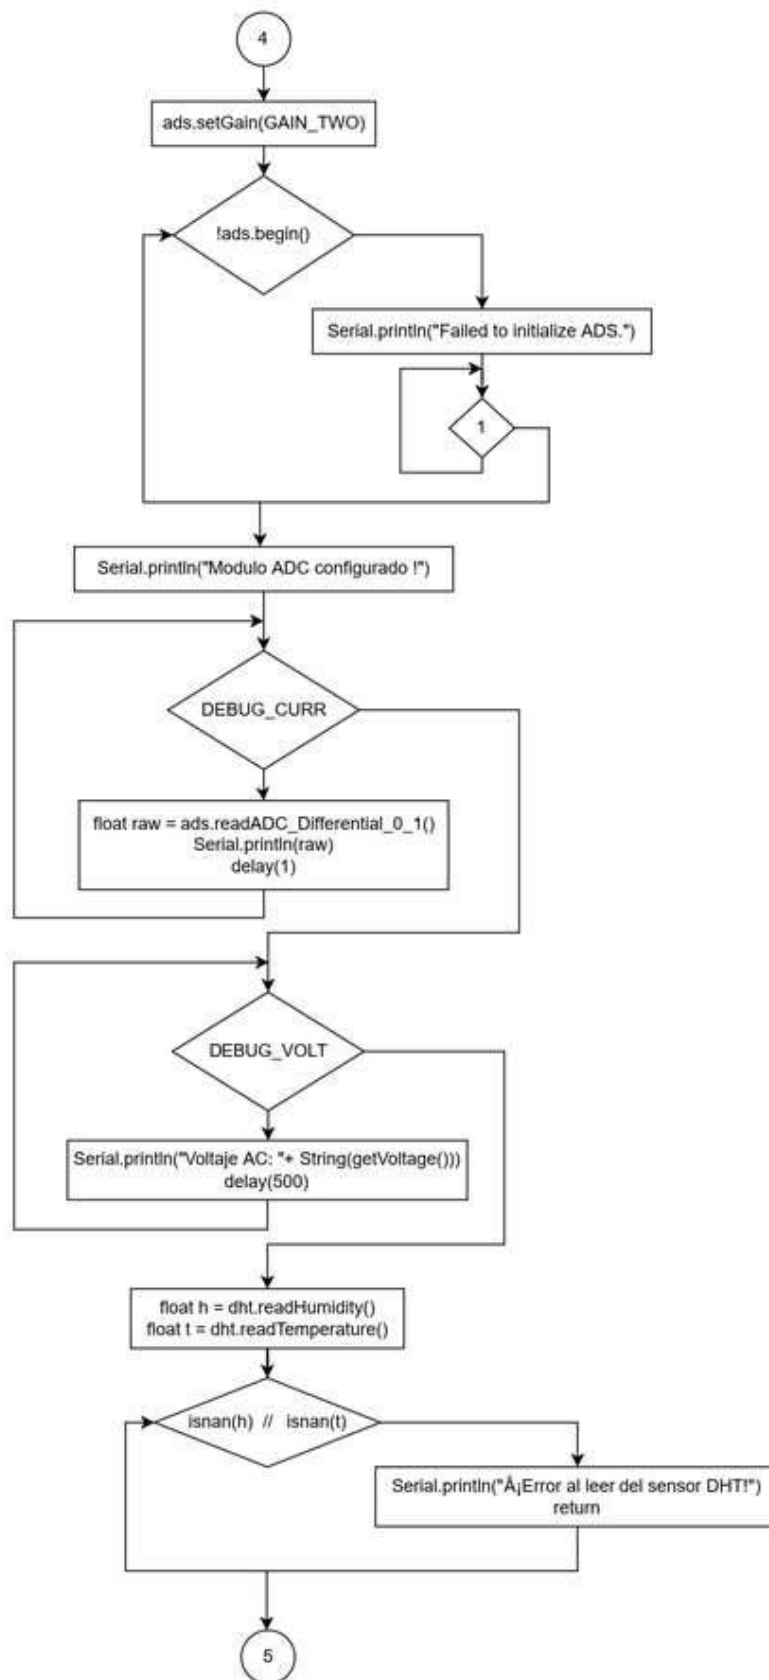 4
ads.setGain(GAIN_TWO)
!ads.begin()
Serial.println("Failed to initialize ADS.")
1
Serial.println("Modulo ADC configurado !")
DEBUG_CURR
float raw = ads.readADC_Differential_0_1()
Serial.println(raw)
delay(1)
DEBUG_VOLT
Serial.println("Voltaje AC: "+ String(getVoltage()))
delay(500)
float h = dht.readHumidity()
float t = dht.readTemperature()
isnan(h) // isnan(t)
Serial.println("Â¡Error al leer del sensor DHT!")
return
5